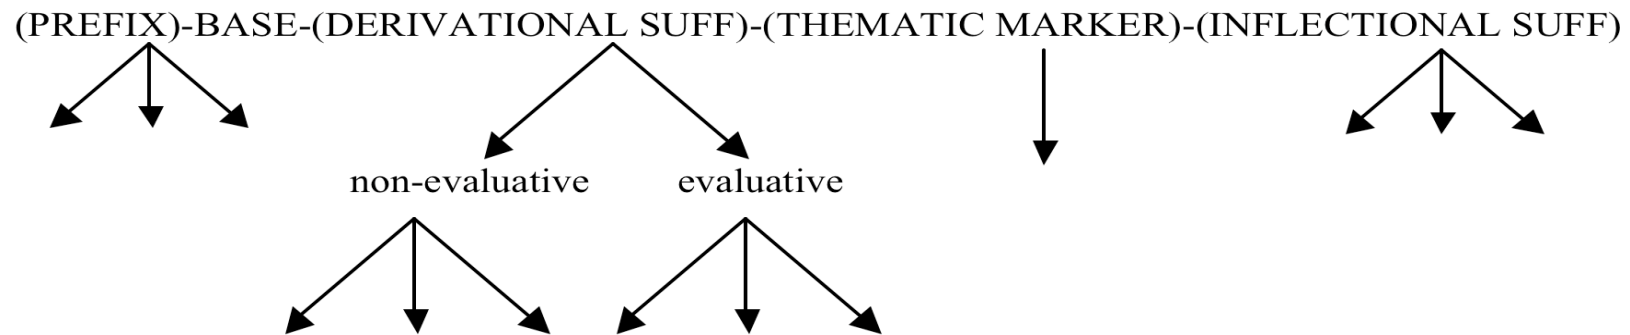 (PREFIX)-BASE-(DERIVATIONAL SUFF)-(THEMATIC MARKER)-(INFLECTIONAL SUFF)
non-evaluative evaluative